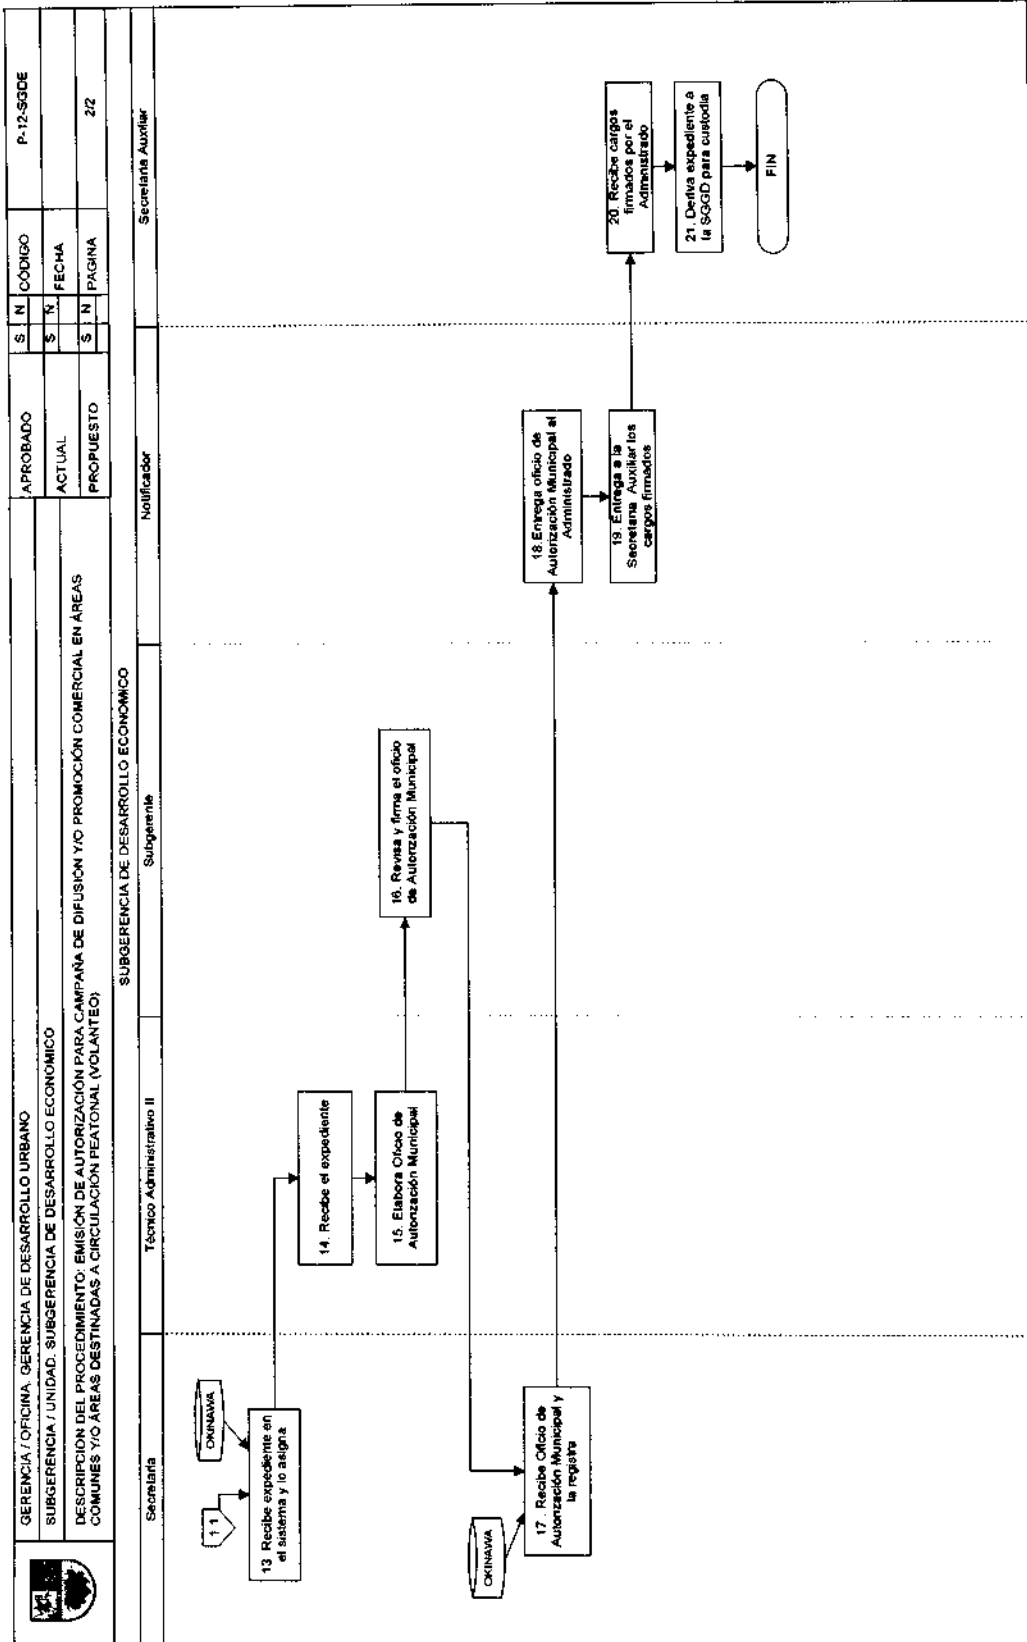 GERENCIA / OFICINA. GERENCIA DE DESARROLLO URBANO
APROBADO
S N
CÓDIGO
P-12-SGDE
SUBGERENCIA / UNIDAD. SUBGERENCIA DE DESARROLLO ECONÓMICO
ACTUAL
S N
FECHA
DESCRIPCIÓN DEL PROCEDIMIENTO: EMISIÓN DE AUTORIZACIÓN PARA CAMPAÑA DE DIFUSIÓN Y/O PROMOCIÓN COMERCIAL EN ÁREAS
COMUNES Y/O ÁREAS DESTINADAS A CIRCULACIÓN PEATONAL (VOLANTEO)
PROPUESTO
S N
PAGINA
2/2
SUBGERENCIA DE DESARROLLO ECONOMICO
Secretaria
Técnico Administrativo II
Subgerente
Notificador
Secretaria Auxiliar
1 1
OKINAWA
13 Recibe expediente en
el sistema y lo asigna
14. Recibe el expediente
15. Elabora Oficio de
Autorización Municipal
16. Revisa y firma el oficio
de Autorización Municipal
OKINAWA
17 . Recibe Oficio de
Autorización Municipal y
la registra
18. Entrega oficio de
Autorización Municipal al
Administrado
19. Entrega a la
Secretaria Auxiliar los
cargos firmados
20. Recibe cargos
firmados por el
Administrado
21. Deriva expediente a
la SGGD para custodia
FIN